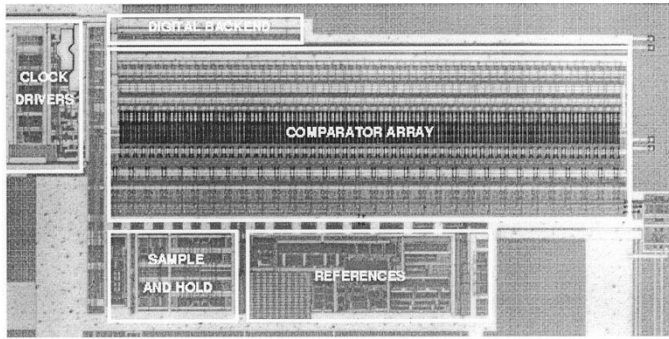 DIGITAL BACKEND
CLOCK
DRIVERS
COMPARATOR ARRAY
SAMPLE
AND HOLD
REFERENCES